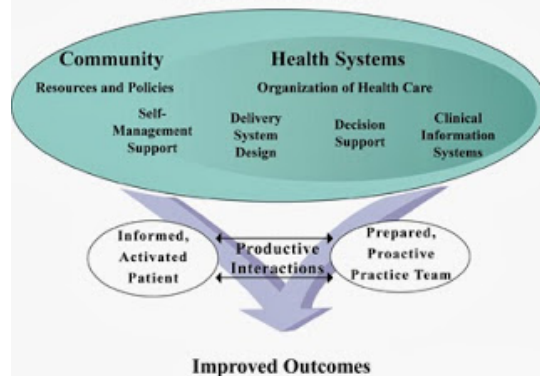 Community
Resources and Policies
Health Systems
Organization of Health Care
Self-
Management
Support
Delivery
System
Design
Decision
Support
Clinical
Information
Systems
Informed,
Activated
Patient
Productive
Interactions
Prepared,
Proactive
Practice Team
Improved Outcomes